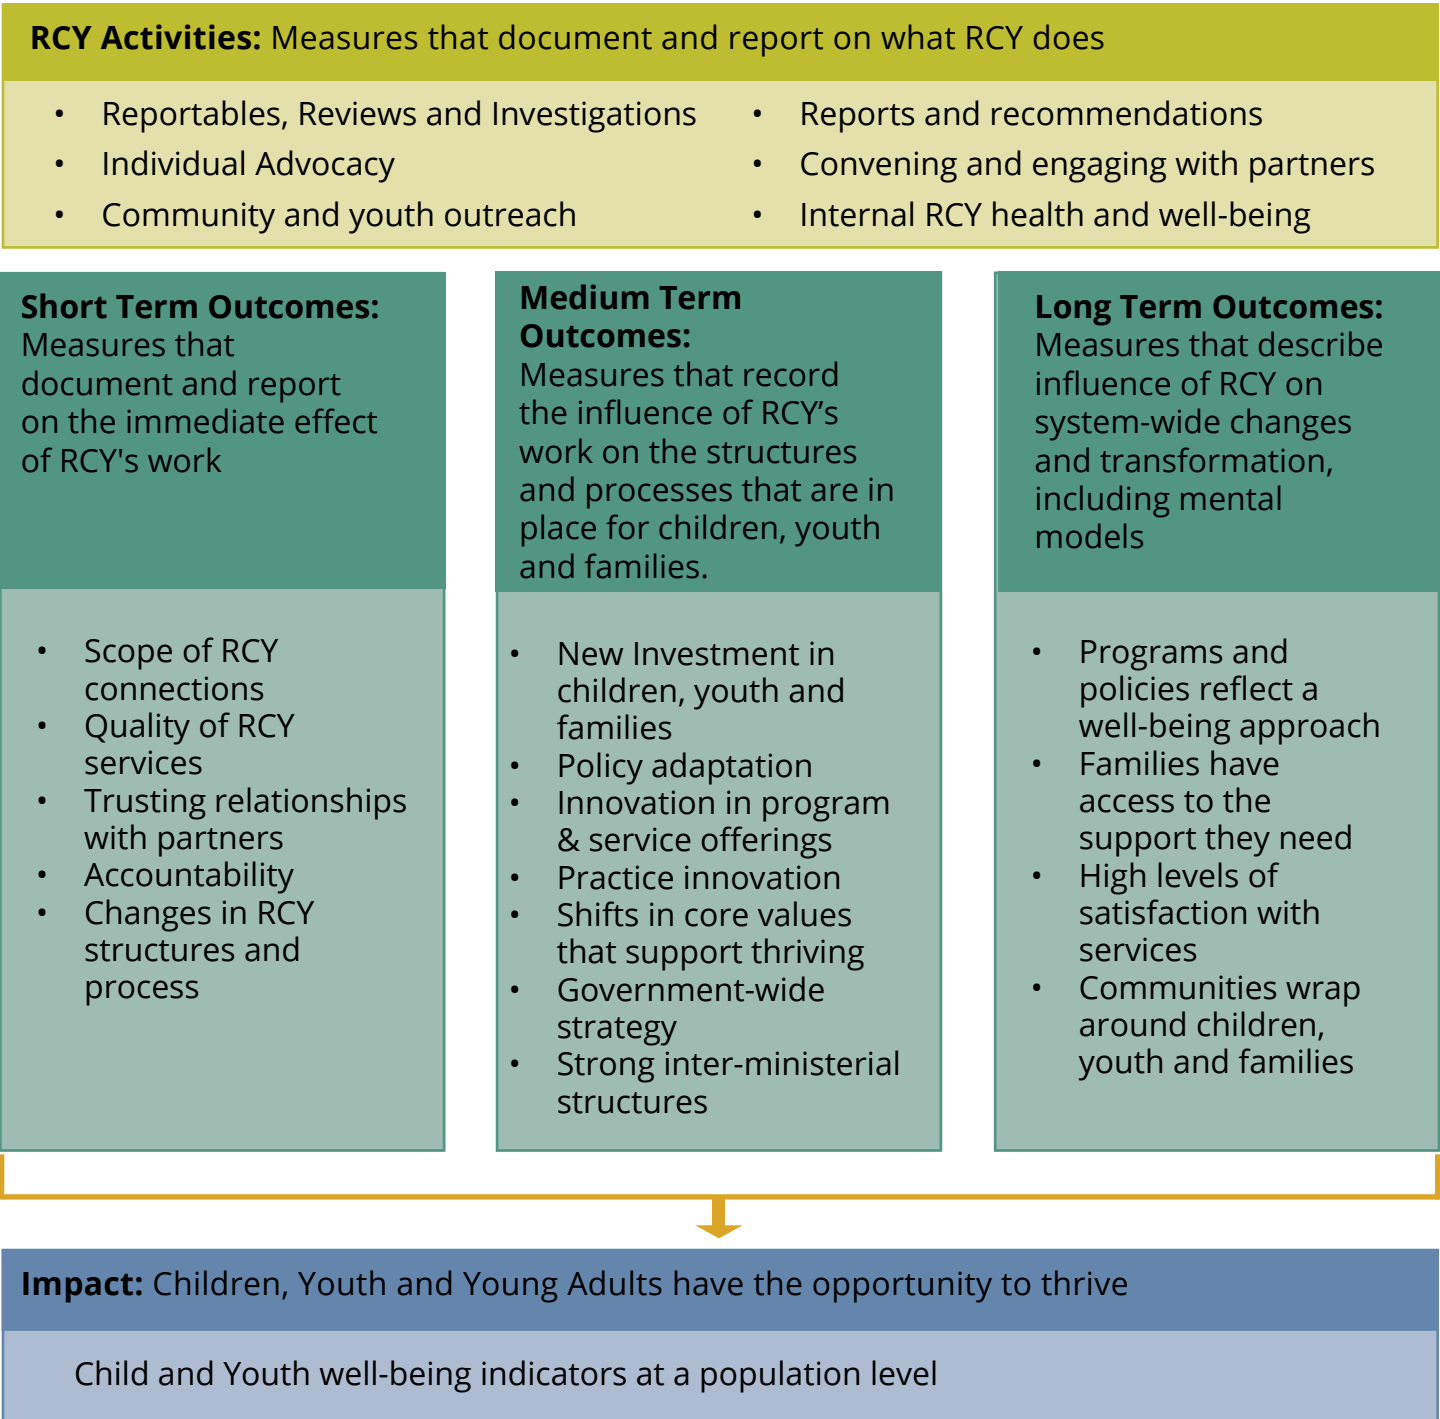 RCY Activities: Measures that document and report on what RCY does
• Reportables, Reviews and Investigations
• Individual Advocacy
• Community and youth outreach
• Reports and recommendations
• Convening and engaging with partners
• Internal RCY health and well-being
Short Term Outcomes:
Measures that
document and report
on the immediate effect
of RCY's work
• Scope of RCY
connections
• Quality of RCY
services
• Trusting relationships
with partners
• Accountability
• Changes in RCY
structures and
process
Medium Term
Outcomes:
Measures that record
the influence of RCY’s
work on the structures
and processes that are in
place for children, youth
and families.
• New Investment in
children, youth and
families
• Policy adaptation
• Innovation in program
& service offerings
• Practice innovation
• Shifts in core values
that support thriving
• Government-wide
strategy
• Strong inter-ministerial
structures
Long Term Outcomes:
Measures that describe
influence of RCY on
system-wide changes
and transformation,
including mental
models
• Programs and
policies reflect a
well-being approach
• Families have
access to the
support they need
• High levels of
satisfaction with
services
• Communities wrap
around children,
youth and families
Impact: Children, Youth and Young Adults have the opportunity to thrive
Child and Youth well-being indicators at a population level